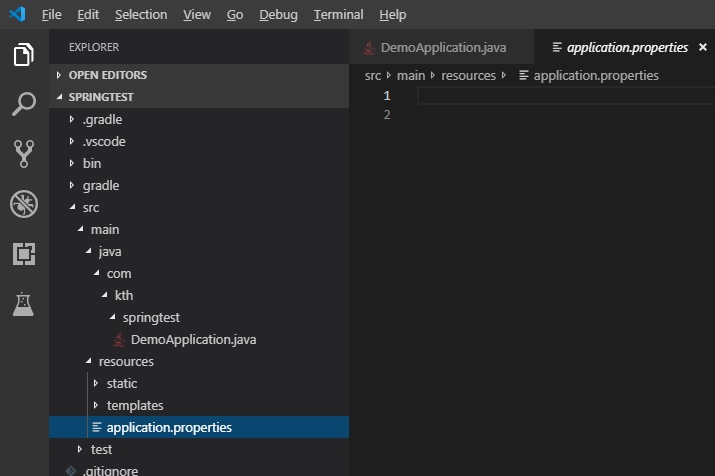 File Edit Selection View Go Debug Terminal Help
EXPLORER
OPEN EDITORS
SPRINGTEST
.gradle
.vscode
bin
gradle
src
main
java
com
kth
springtest
DemoApplication.java
resources
static
templates
application.properties
test
.gitignore
DemoApplication.java application.properties
src main resources application.properties
1
2